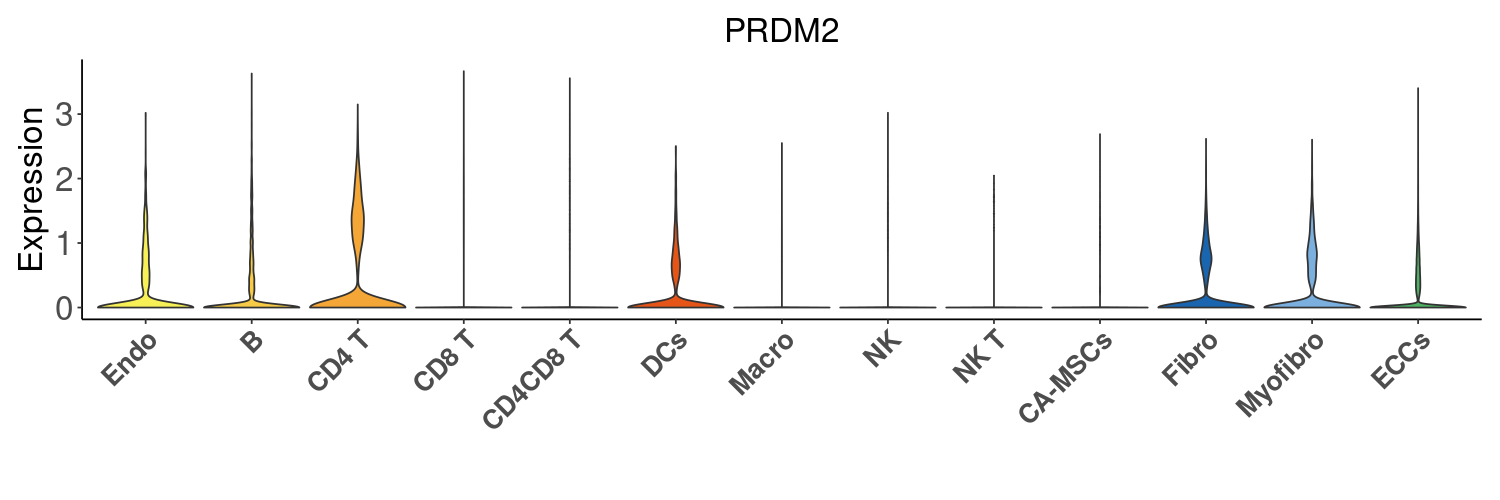 PRDM2
Expression
3
2
1
0
Endo
B
CD4 T
CD8 T
CD4CD8 T
DCs
Macro
NK
NK T
CA-MSCs
Fibro
Myofibro
ECCs